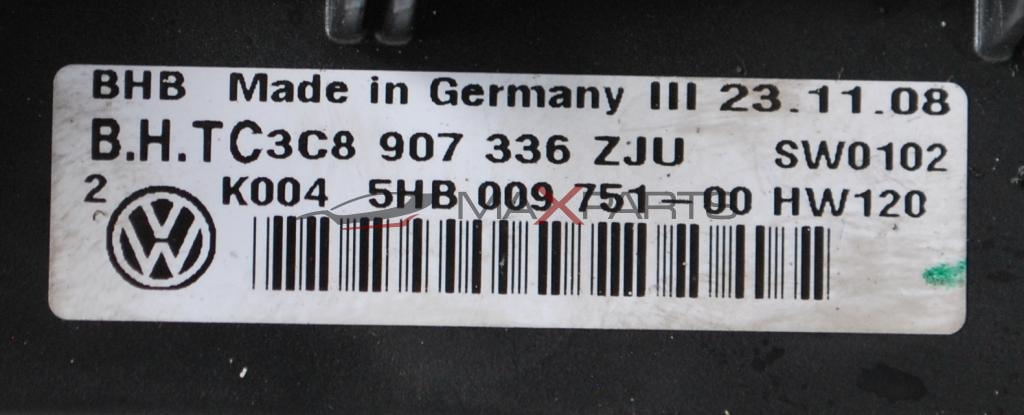 BHB Made in Germany III 23.11.08
B.H.TC3C8 907 336 ZJU SW0102
2 K004 5HB 009 751-00 HW120
MAXPARTS